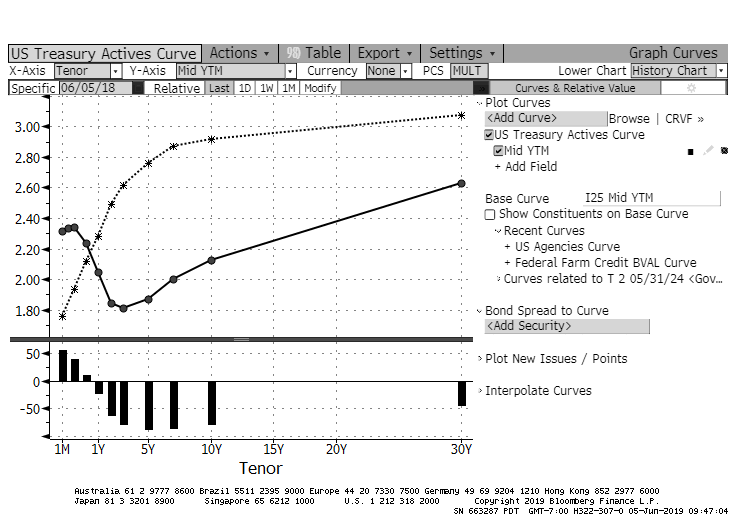 US Treasury Actives Curve Actions 98) Table Export Settings Graph Curves
X-Axis Tenor Y-Axis Mid YTM Currency None PCS MULT Lower Chart History Chart
Specific 06/05/18 Relative Last 1D 1W 1M Modify Curves & Relative Value
Plot Curves
<Add Curve> Browse | CRVF »
US Treasury Actives Curve
Mid YTM
+ Add Field
Base Curve I25 Mid YTM
Show Constituents on Base Curve
Recent Curves
+ US Agencies Curve
+ Federal Farm Credit BVAL Curve
Curves related to T 2 05/31/24 <Gov...
Bond Spread to Curve
<Add Security>
Plot New Issues / Points
Interpolate Curves
3.00
2.80
2.60
2.40
2.20
2.00
1.80
50
0
-50
1M 1Y 5Y 10Y 15Y 20Y 30Y
Tenor
Australia 61 2 9777 8600 Brazil 5511 2395 9000 Europe 44 20 7330 7500 Germany 49 69 9204 1210 Hong Kong 852 2977 6000
Japan 81 3 3201 8900 Singapore 65 6212 1000 U.S. 1 212 318 2000 Copyright 2019 Bloomberg Finance L.P.
SN 663287 PDT GMT-7:00 H322-307-0 05-Jun-2019 09:47:04